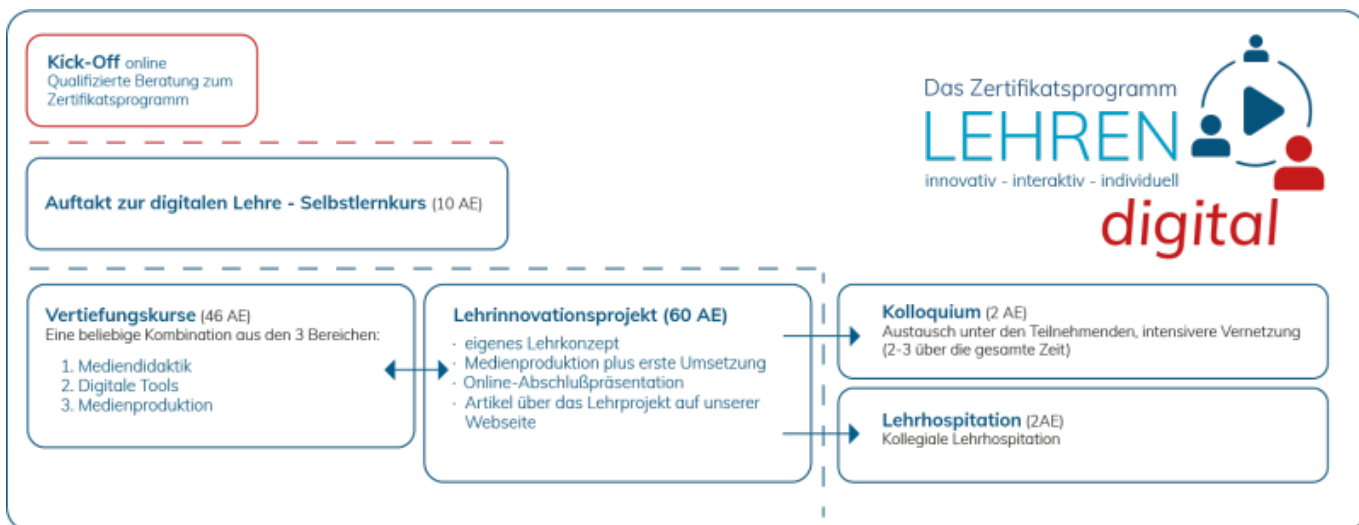 Kick-Off online
Qualifizierte Beratung zum
Zertifikatsprogramm
Das Zertifikatsprogramm
LEHREN
innovativ - interaktiv - individuell
digital
Auftakt zur digitalen Lehre - Selbstlernkurs (10 AE)
Vertiefungskurse (46 AE)
Eine beliebige Kombination aus den 3 Bereichen:
1. Mediendidaktik
2. Digitale Tools
3. Medienproduktion
Lehrinnovationsprojekt (60 AE)
· eigenes Lehrkonzept
· Medienproduktion plus erste Umsetzung
· Online-Abschlußpräsentation
· Artikel über das Lehrprojekt auf unserer
Webseite
Kolloquium (2 AE)
Austausch unter den Teilnehmenden, intensivere Vernetzung
(2-3 über die gesamte Zeit)
Lehrhospitation (2AE)
Kollegiale Lehrhospitation